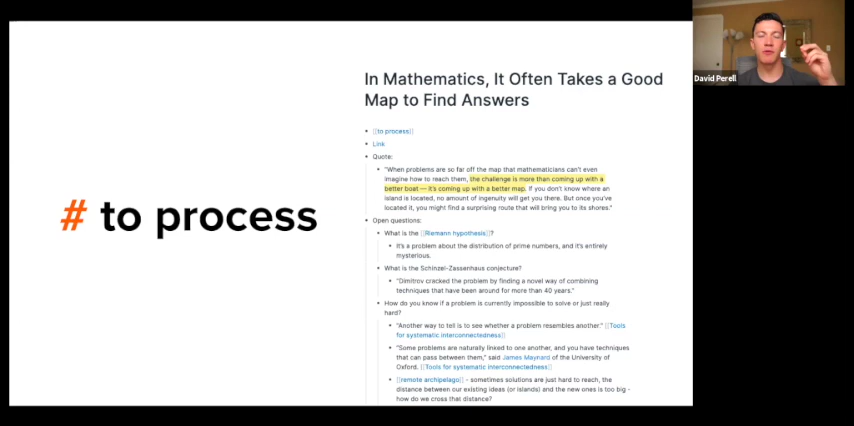 # to process
In Mathematics, It Often Takes a Good
Map to Find Answers
[[to process]]
Link
Quote:
"When problems are so far off the map that mathematicians can't even
imagine how to reach them, the challenge is more than coming up with a
better boat — it's coming up with a better map. If you don't know where an
island is located, no amount of ingenuity will get you there. But once you've
located it, you might find a surprising route that will bring you to its shores."
Open questions:
What is the [[Riemann hypothesis]]?
It's a problem about the distribution of prime numbers, and it's entirely
mysterious.
What is the Schinzel-Zassenhaus conjecture?
"Dimitrov cracked the problem by finding a novel way of combining
techniques that have been around for more than 40 years."
How do you know if a problem is currently impossible to solve or just really
hard?
"Another way to tell is to see whether a problem resembles another." [[Tools
for systematic interconnectedness]]
"Some problems are naturally linked to one another, and you have techniques
that can pass between them," said James Maynard of the University of
Oxford. [[Tools for systematic interconnectedness]]
[[remote archipelago]] - sometimes solutions are just hard to reach, the
distance between our existing ideas (or islands) and the new ones is too big -
how do we cross that distance?
David Perell